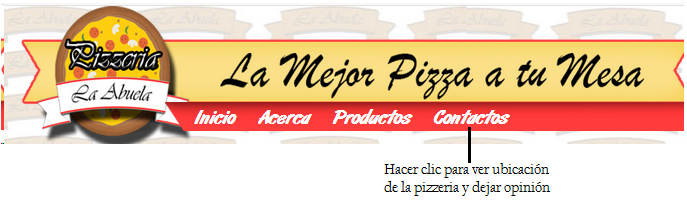 Pizzeria
La Abuela
La Mejor Pizza a tu Mesa
Inicio Acerca Productos Contactos
Hacer clic para ver ubicación
de la pizzeria y dejar opinión